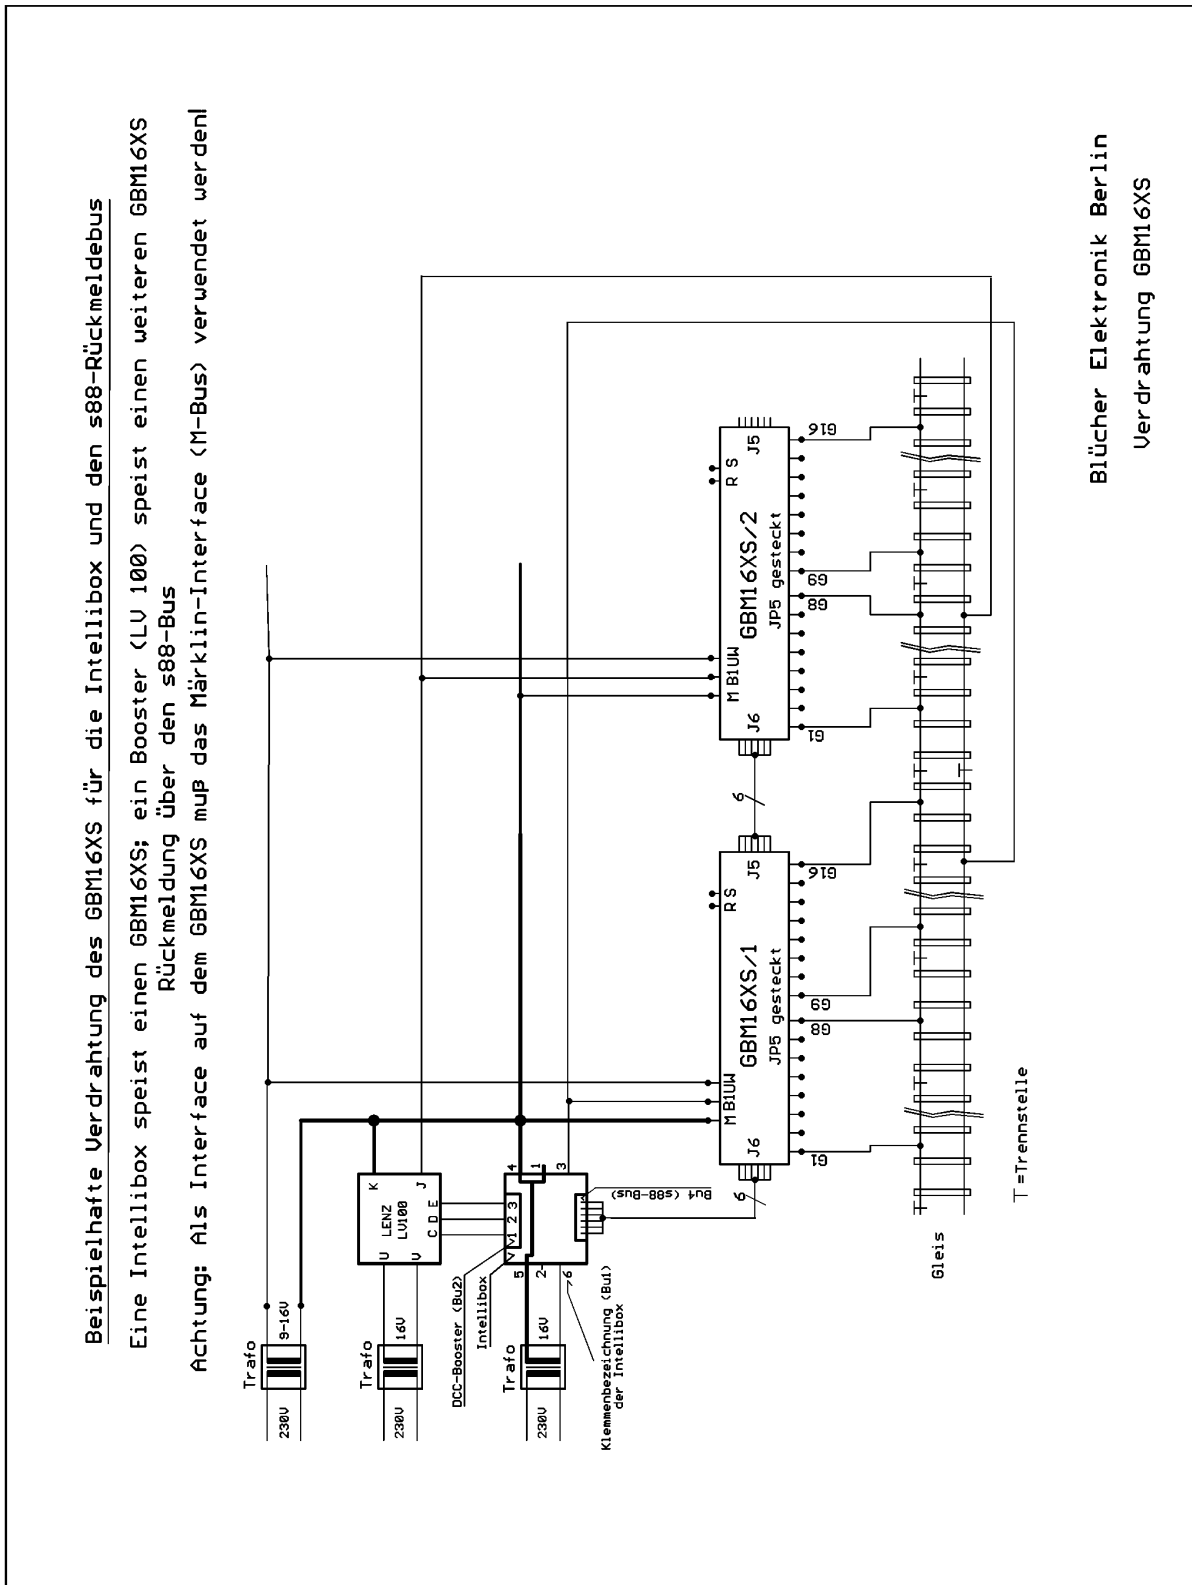 Beispielhafte Verdrahtung des GBM16XS für die Intellibox und den s88-Rückmeldebus
Eine Intellibox speist einen GBM16XS; ein Booster (LV 100) speist einen weiteren GBM16XS
Rückmeldung über den s88-Bus
Achtung: Als Interface auf dem GBM16XS muß das Märklin-Interface (M-Bus) verwendet werden!
Trafo
230V
9-16V
Trafo
230V
16V
U
V
K
LENZ
LV100
J
C D E
DCC-Booster (Bu2)
Intellibox
Trafo
230V
16V
5
2
6
V
V1 2 3
4
1
3
Bu4 (s88-Bus)
Klemmenbezeichnung (Bu1)
der Intellibox
6
J6
M B1UW
GBM16XS/1
JP5 gesteckt
R S
J5
G1
G8
G9
G16
6
J6
M B1UW
GBM16XS/2
JP5 gesteckt
R S
J5
G1
G8
G9
G16
Gleis
=Trennstelle
Blücher Elektronik Berlin
Verdrahtung GBM16XS